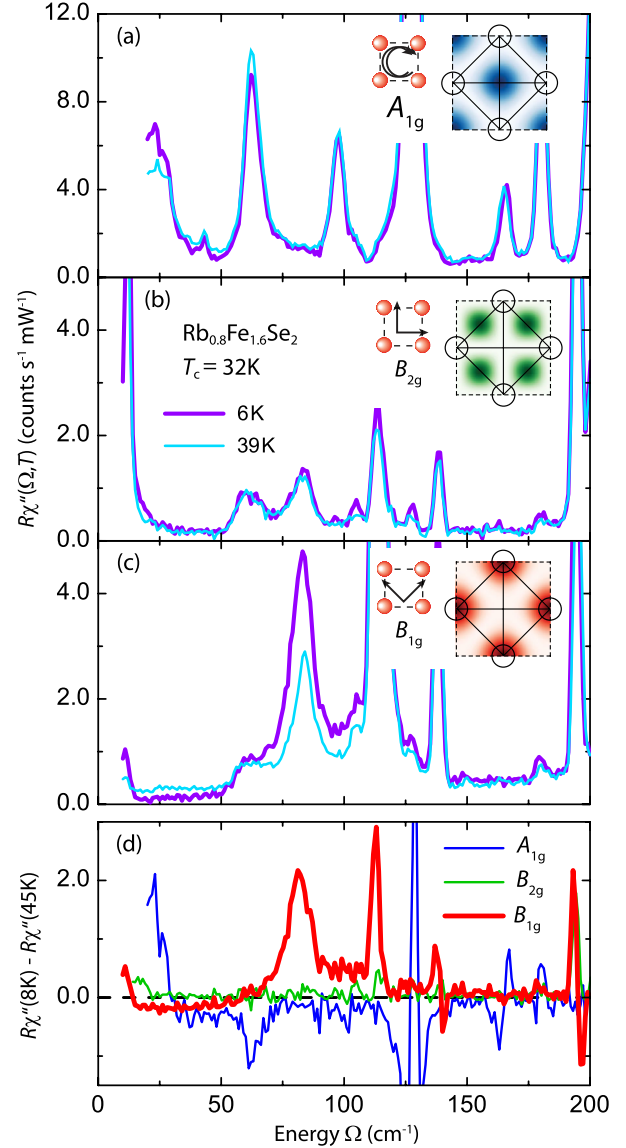 (a)
12.0
8.0
4.0
0.0
A1g
(b)
4.0
2.0
0.0
Rb0.8Fe1.6Se2
Tc = 32K
6K
39K
B2g
Rχ″(Ω,T) (counts s-1 mW-1)
(c)
4.0
2.0
0.0
B1g
(d)
2.0
0.0
A1g
B2g
B1g
Rχ″(8K) - Rχ″(45K)
0 50 100 150 200
Energy Ω (cm-1)